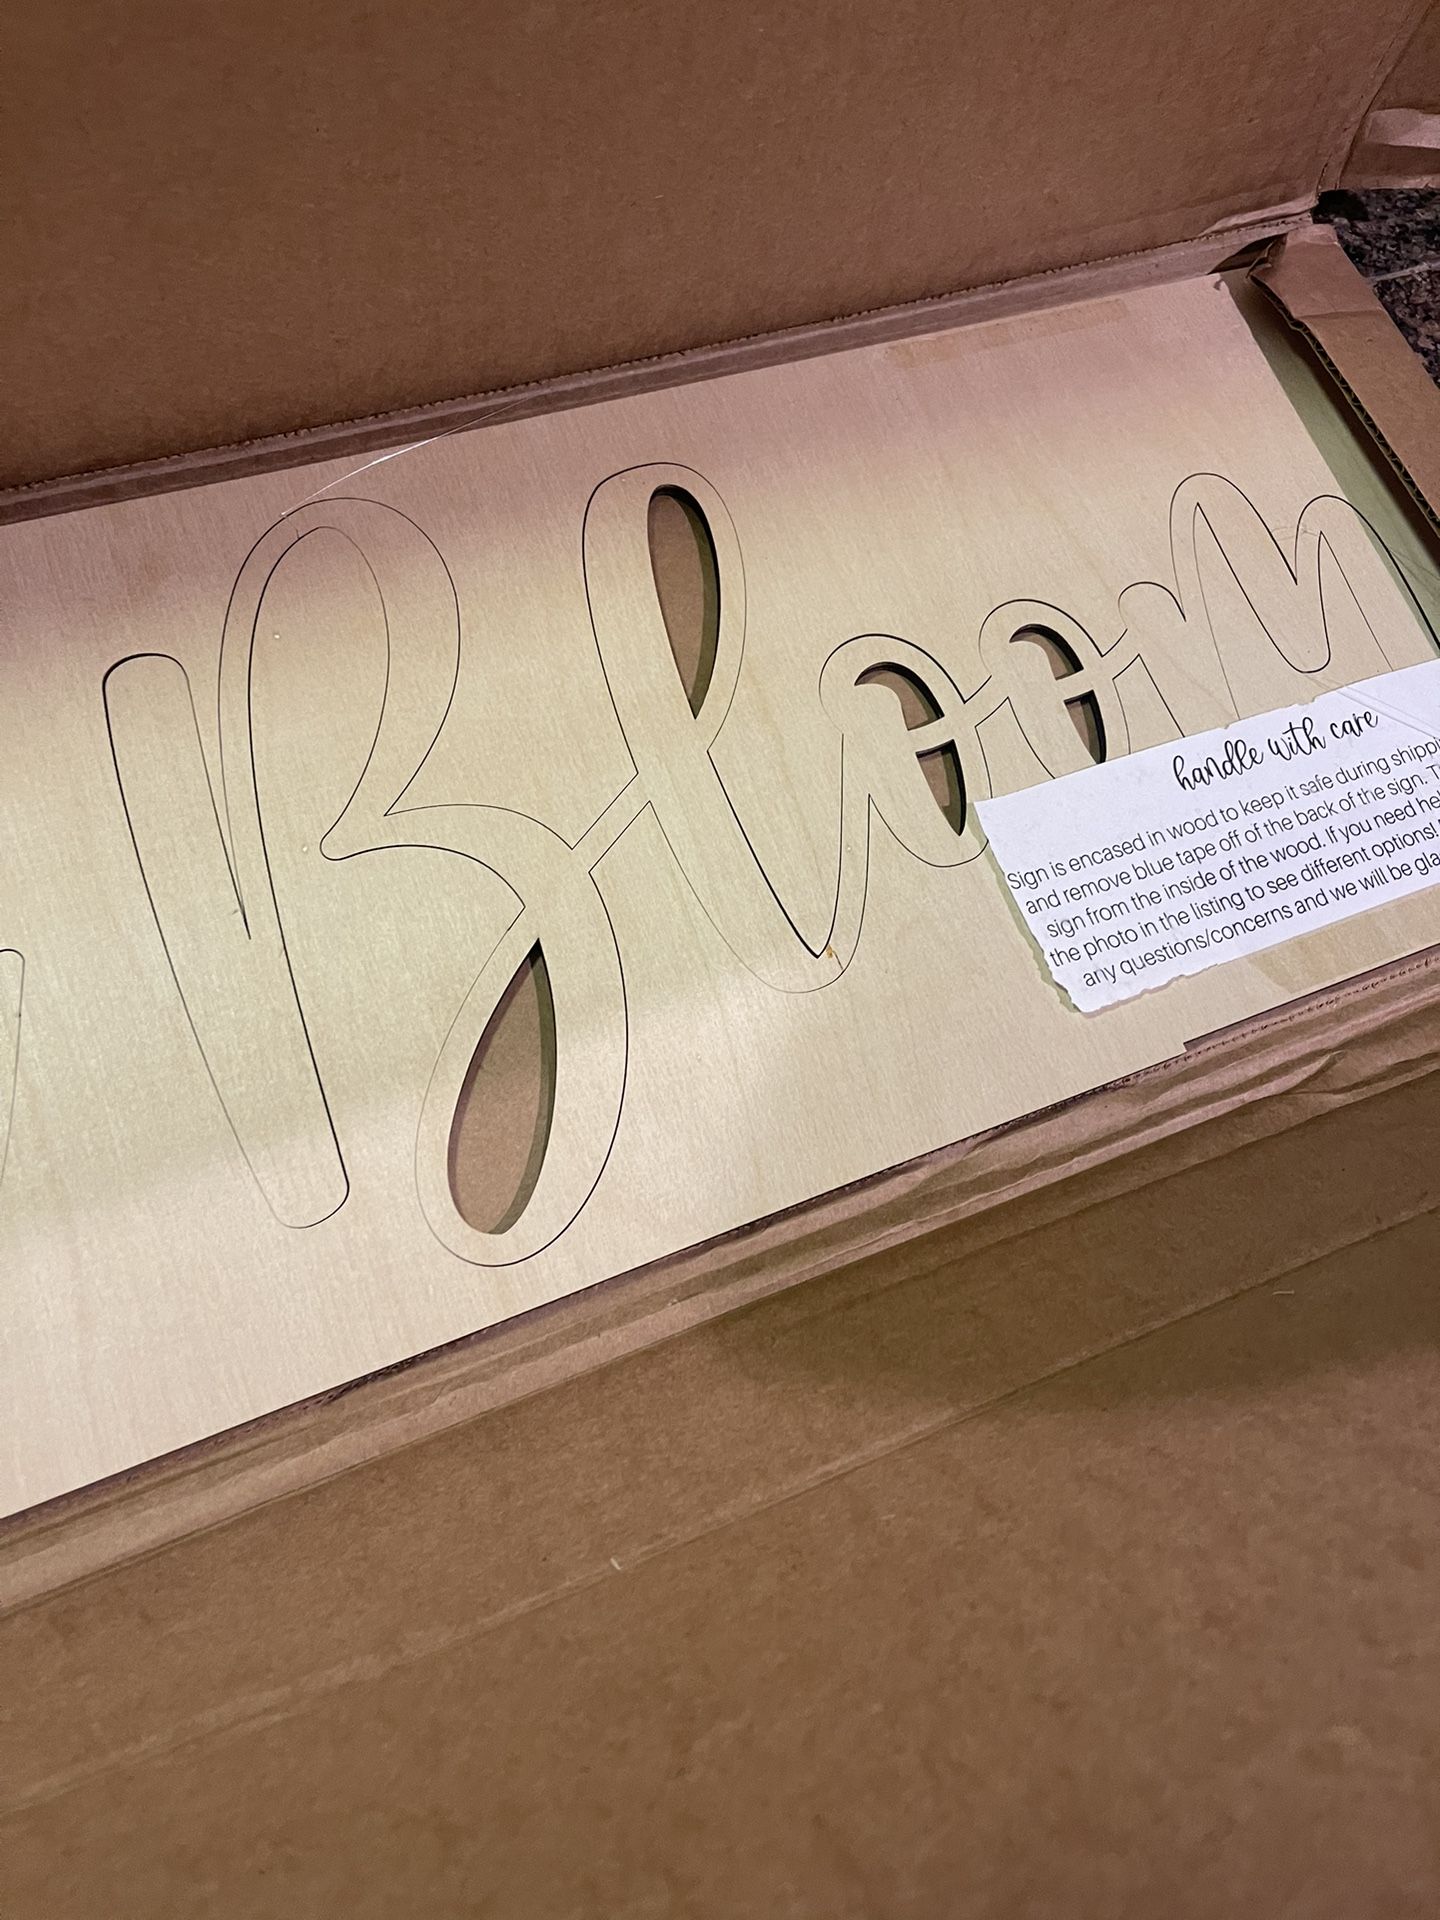 Bloom
handle with care
Sign is encased in wood to keep it safe during
and remove blue tape off of the back of the sign.
sign from the inside of the wood. If you need
the photo in the listing to see different options!
any questions/concerns and we will be